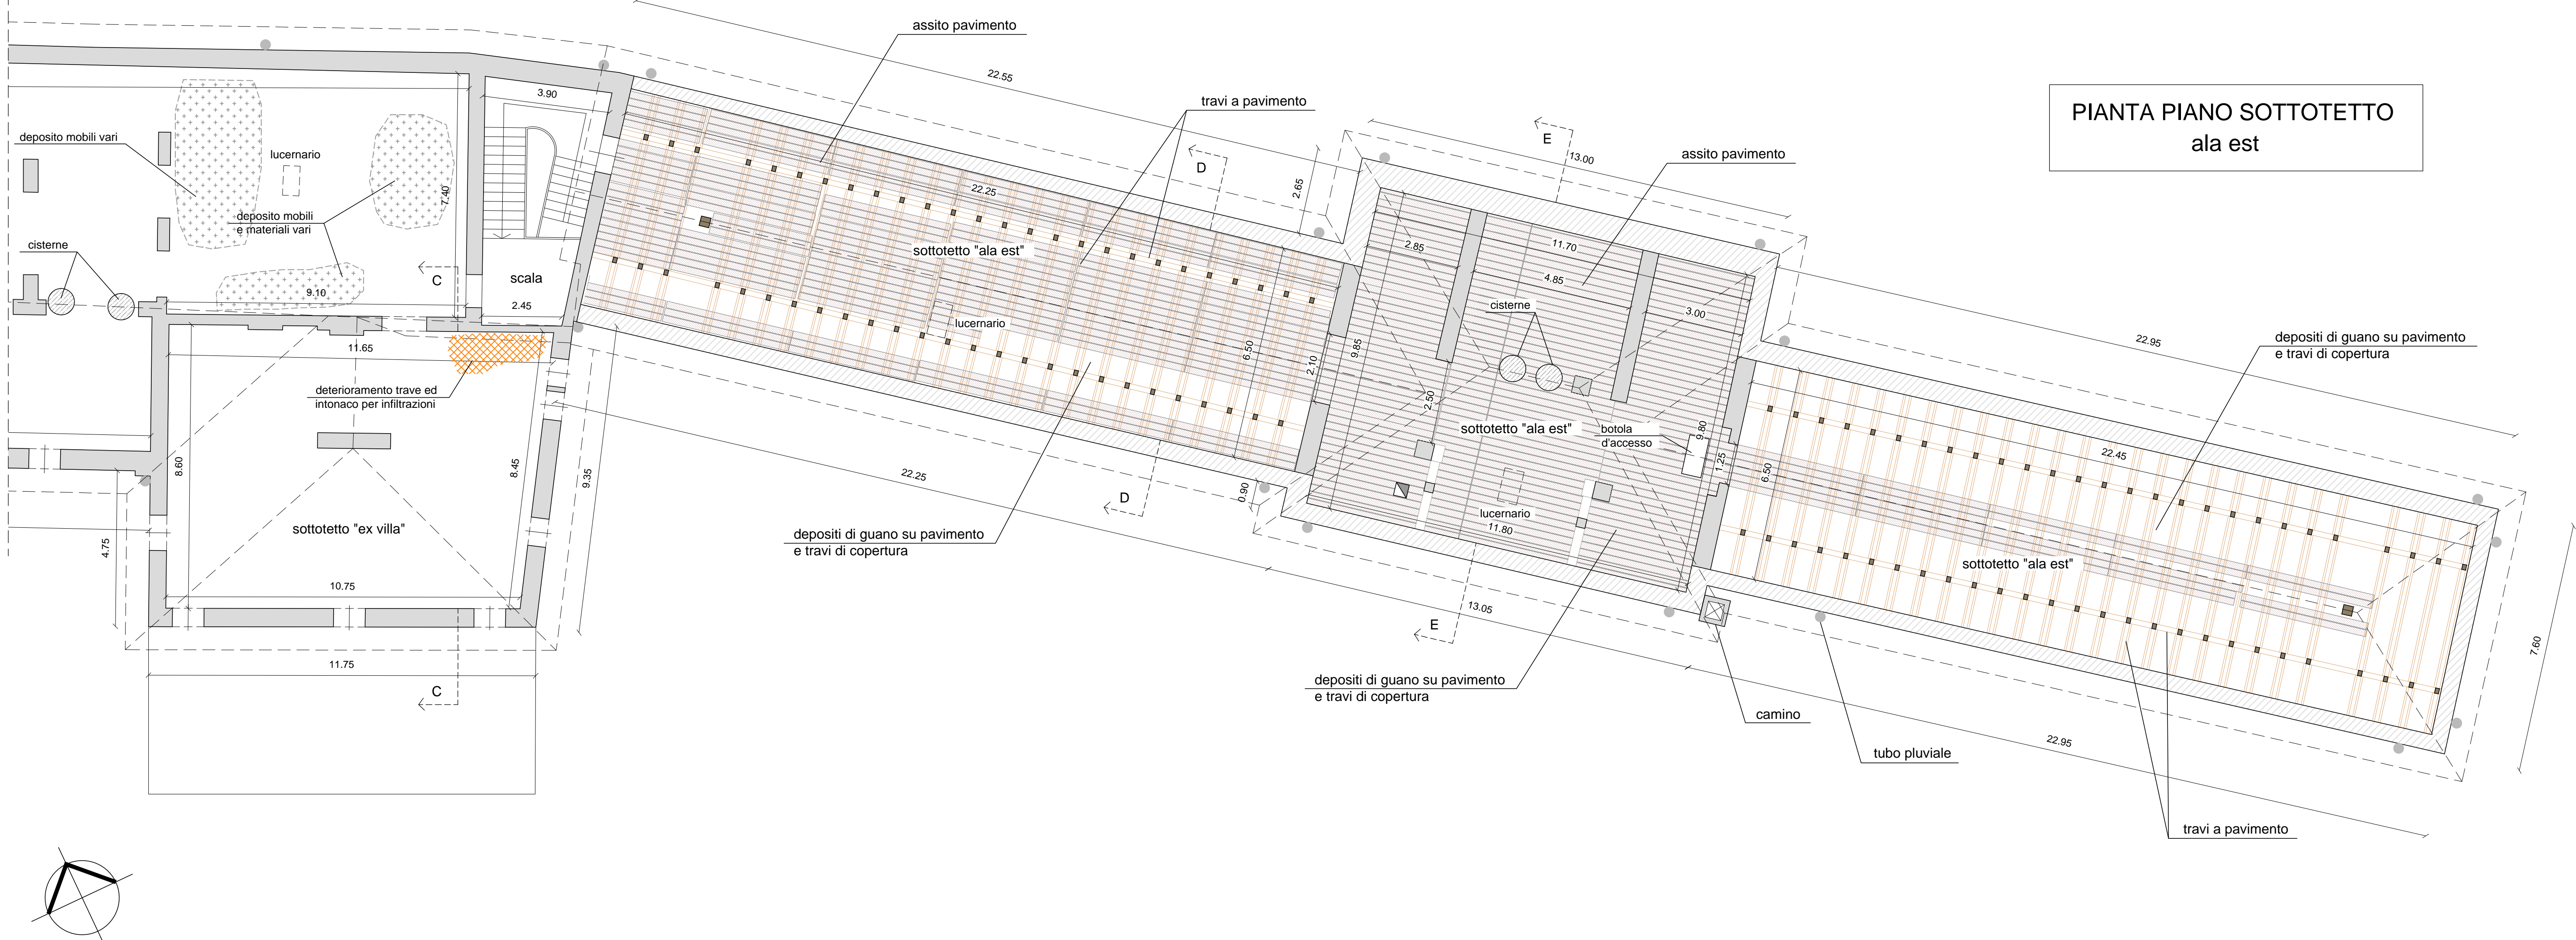 PIANTA PIANO SOTTOTETTO
ala est
assito pavimento
22.55
travi a pavimento
3.90
deposito mobili vari
lucernario
deposito mobili
e materiali vari
7.40
cisterne
9.10
C
scala
2.45
11.65
deterioramento trave ed
intonaco per infiltrazioni
8.60
8.45
9.35
4.75
sottotetto "ex villa"
10.75
11.75
C
22.25
sottotetto "ala est"
lucernario
D
2.65
6.50
2.10
22.25
D
0.90
depositi di guano su pavimento
e travi di copertura
E
13.00
assito pavimento
2.85
11.70
4.85
3.00
cisterne
9.85
2.50
sottotetto "ala est"
botola
d'accesso
9.80
1.25
lucernario
11.80
13.05
E
depositi di guano su pavimento
e travi di copertura
camino
tubo pluviale
22.95
depositi di guano su pavimento
e travi di copertura
22.45
6.50
sottotetto "ala est"
7.60
22.95
travi a pavimento